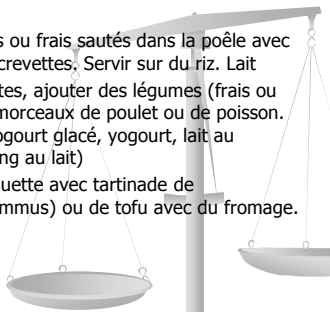 s ou frais sautés dans la poêle avec
crevettes. Servir sur du riz. Lait
tes, ajouter des légumes (frais ou
morceaux de poulet ou de poisson.
ogourt glacé, yogourt, lait au
ng au lait)
uette avec tartinade de
mmus) ou de tofu avec du fromage.